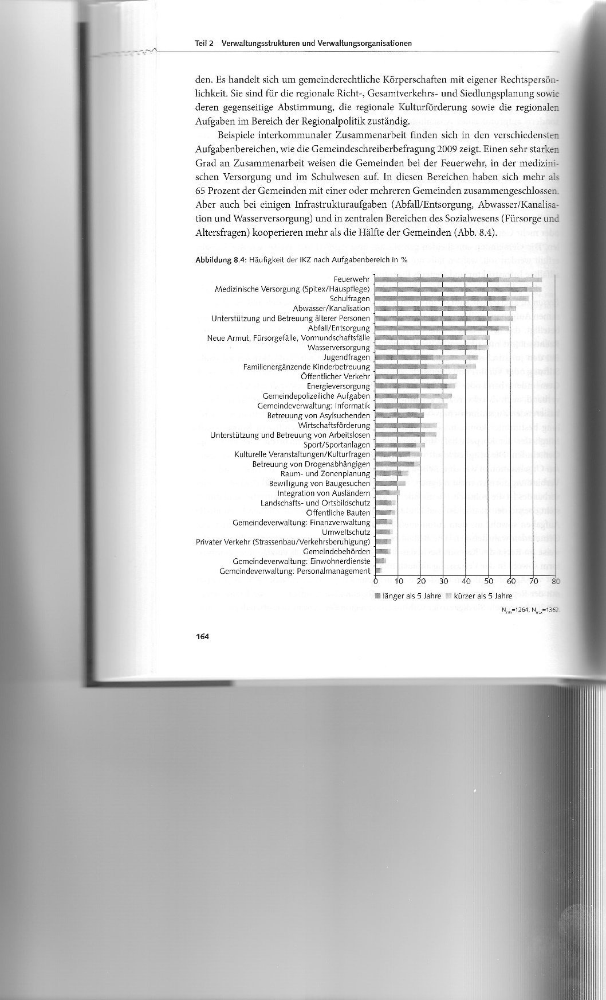 Teil 2 Verwaltungsstrukturen und Verwaltungsorganisationen
den. Es handelt sich um gemeinderechtliche Körperschaften mit eigener Rechtspersön-
lichkeit. Sie sind für die regionale Richt-, Gesamtverkehrs- und Siedlungsplanung sowie
deren gegenseitige Abstimmung, die regionale Kulturförderung sowie die regionalen
Aufgaben im Bereich der Regionalpolitik zuständig.
Beispiele interkommunaler Zusammenarbeit finden sich in den verschiedensten
Aufgabenbereichen, wie die Gemeindeschreiberbefragung 2009 zeigt. Einen sehr starken
Grad an Zusammenarbeit weisen die Gemeinden bei der Feuerwehr, in der medizini-
schen Versorgung und im Schulwesen auf. In diesen Bereichen haben sich mehr als
65 Prozent der Gemeinden mit einer oder mehreren Gemeinden zusammengeschlossen.
Aber auch bei einigen Infrastrukturaufgaben (Abfall/Entsorgung, Abwasser/Kanalisa-
tion und Wasserversorgung) und in zentralen Bereichen des Sozialwesens (Fürsorge und
Altersfragen) kooperieren mehr als die Hälfte der Gemeinden (Abb. 8.4).
Abbildung 8.4: Häufigkeit der IKZ nach Aufgabenbereich in %
Feuerwehr
Medizinische Versorgung (Spitex/Hauspflege)
Schulfragen
Abwasser/Kanalisation
Unterstützung und Betreuung älterer Personen
Abfall/Entsorgung
Neue Armut, Fürsorgefälle, Vormundschaftsfälle
Wasserversorgung
Jugendfragen
Familienergänzende Kinderbetreuung
Öffentlicher Verkehr
Energieversorgung
Gemeindepolizeiliche Aufgaben
Gemeindeverwaltung: Informatik
Betreuung von Asylsuchenden
Wirtschaftsförderung
Unterstützung und Betreuung von Arbeitslosen
Sport/Sportanlagen
Kulturelle Veranstaltungen/Kulturfragen
Betreuung von Drogenabhängigen
Raum- und Zonenplanung
Bewilligung von Baugesuchen
Integration von Ausländern
Landschafts- und Ortsbildschutz
Öffentliche Bauten
Gemeindeverwaltung: Finanzverwaltung
Umweltschutz
Privater Verkehr (Strassenbau/Verkehrsberuhigung)
Gemeindebehörden
Gemeindeverwaltung: Einwohnerdienste
Gemeindeverwaltung: Personalmanagement
0 10 20 30 40 50 60 70 80
länger als 5 Jahre kürzer als 5 Jahre
Nmin=1264, Nmax=1362
164